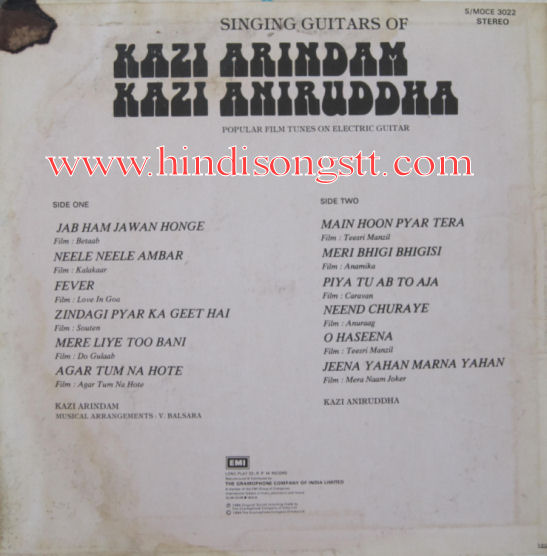 SINGING GUITARS OF
S/MOCE 3022
STEREO
KAZI ARINDAM
KAZI ANIRUDDHA
POPULAR FILM TUNES ON ELECTRIC GUITAR
www.hindisongstt.com
SIDE ONE
JAB HAM JAWAN HONGE
Film : Betaab
NEELE NEELE AMBAR
Film : Kalakaar
FEVER
Film : Love In Goa
ZINDAGI PYAR KA GEET HAI
Film : Souten
MERE LIYE TOO BANI
Film : Do Gulaab
AGAR TUM NA HOTE
Film : Agar Tum Na Hote
KAZI ARINDAM
MUSICAL ARRANGEMENTS : V. BALSARA
SIDE TWO
MAIN HOON PYAR TERA
Film : Teesri Manzil
MERI BHIGI BHIGISI
Film : Anamika
PIYA TU AB TO AJA
Film : Caravan
NEEND CHURAYE
Film : Anuraag
O HASEENA
Film : Teesri Manzil
JEENA YAHAN MARNA YAHAN
Film : Mera Naam Joker
KAZI ANIRUDDHA
EMI
THE GRAMOPHONE COMPANY OF INDIA LIMITED